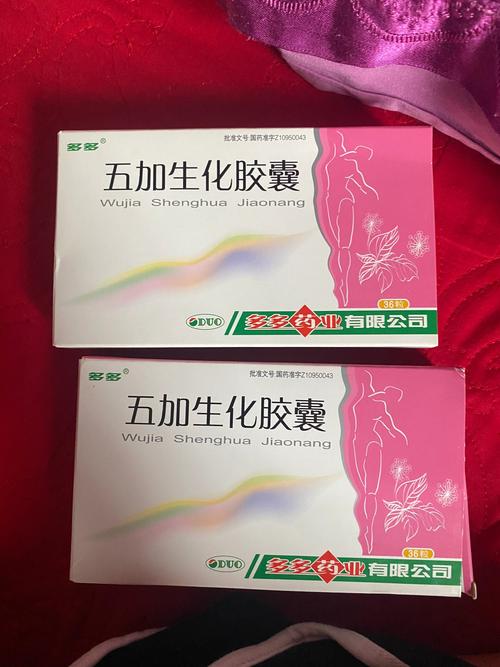 多多®
批准文号:国药准字Z10950043
五加生化胶囊
Wujia Shenghua Jiaonang
36粒
DUO
多多药业有限公司
多多®
批准文号:国药准字Z10950043
五加生化胶囊
Wujia Shenghua Jiaonang
36粒
DUO
多多药业有限公司